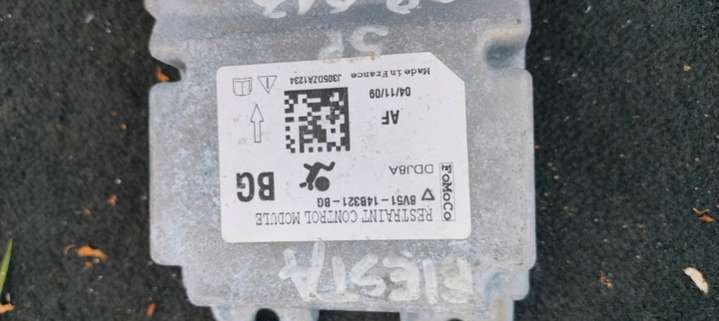 FIESTA
RESTRAINT CONTROL MODULE
FoMoCo
8V51-14B321-BG
DDJ8A
BG
AF
04/11/09
Made in France
J305DZA1234